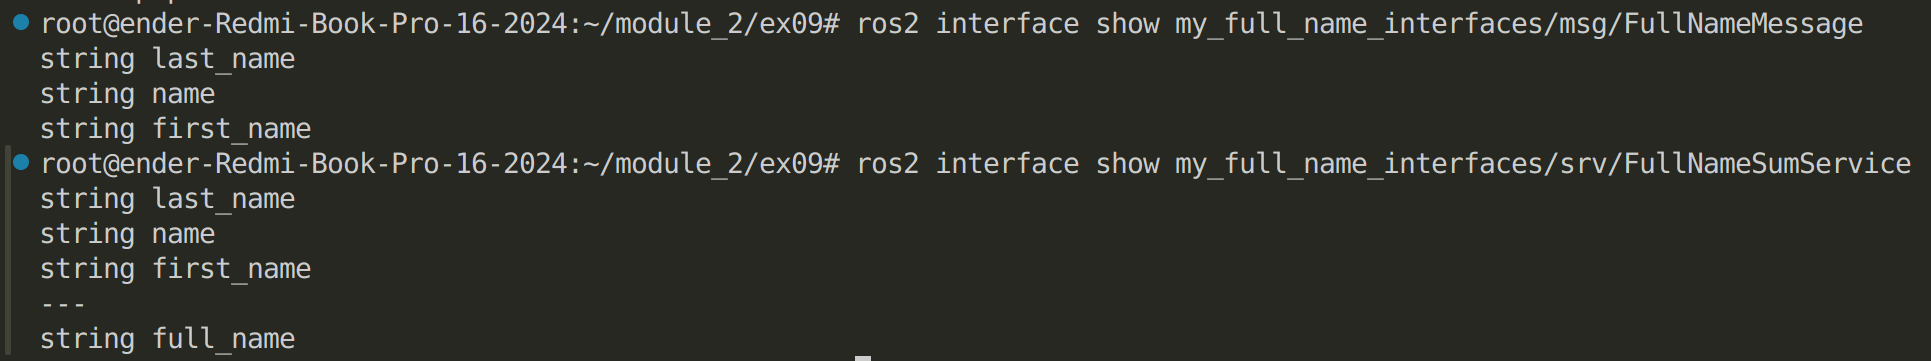 root@ender-Redmi-Book-Pro-16-2024:~/module_2/ex09# ros2 interface show my_full_name_interfaces/msg/FullNameMessage
string last_name
string name
string first_name
root@ender-Redmi-Book-Pro-16-2024:~/module_2/ex09# ros2 interface show my_full_name_interfaces/srv/FullNameSumService
string last_name
string name
string first_name
---
string full_name